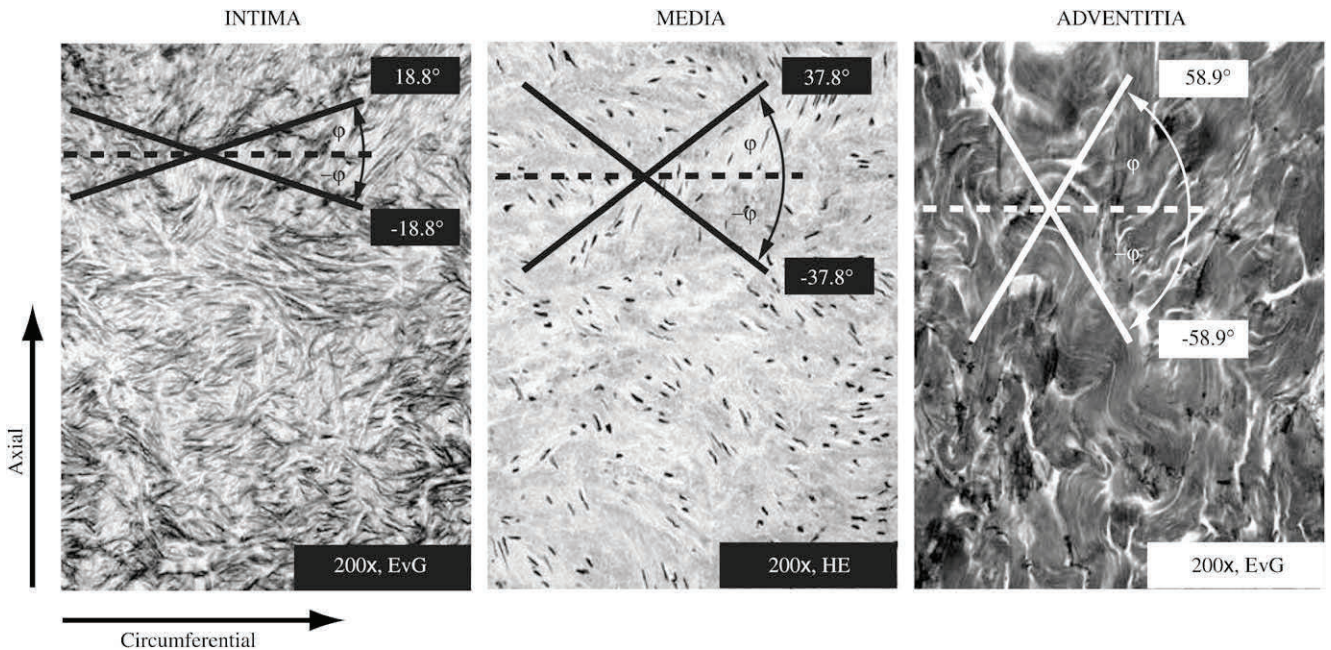 INTIMA
MEDIA
ADVENTITIA
18.8°
φ
−φ
-18.8°
37.8°
φ
−φ
-37.8°
58.9°
φ
−φ
-58.9°
Axial
200x, EvG
200x, HE
200x, EvG
Circumferential